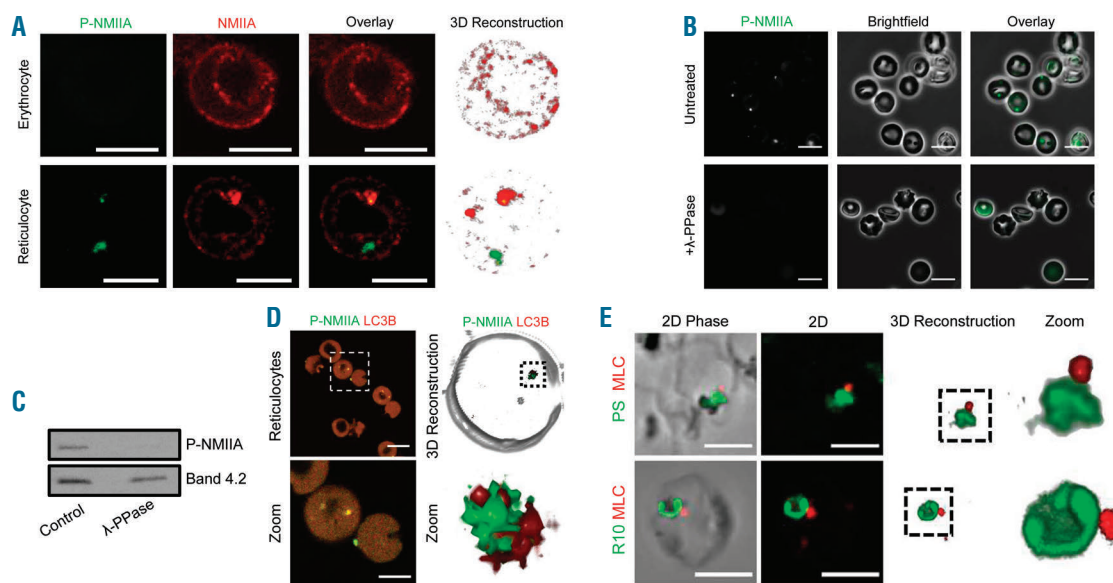 A
P-NMIIA
NMIIA
Overlay
3D Reconstruction
Erythrocyte
Reticulocyte
B
P-NMIIA
Brightfield
Overlay
Untreated
+λ-PPase
C
P-NMIIA
Band 4.2
Control
λ-PPase
D
P-NMIIA LC3B
P-NMIIA LC3B
Reticulocytes
3D Reconstruction
Zoom
Zoom
E
2D Phase
2D
3D Reconstruction
Zoom
PS MLC
R10 MLC